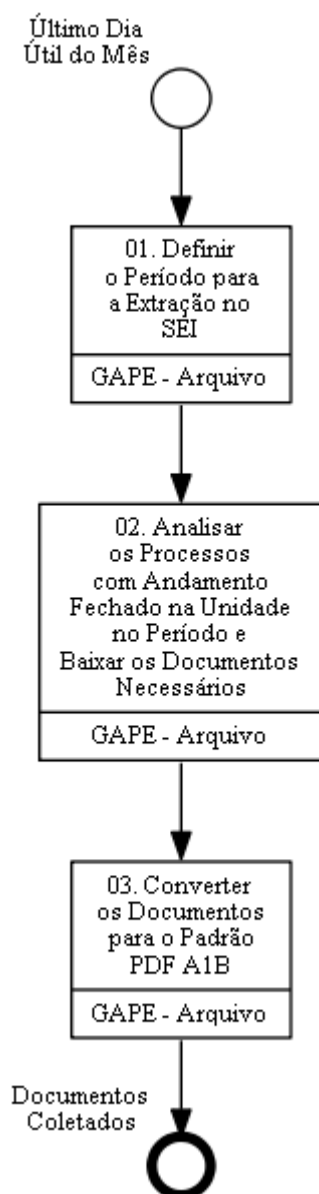 Último Dia
Útil do Mês
01. Definir
o Período para
a Extração no
SEI
GAPE - Arquivo
02. Analisar
os Processos
com Andamento
Fechado na Unidade
no Período e
Baixar os Documentos
Necessários
GAPE - Arquivo
03. Converter
os Documentos
para o Padrão
PDF A1B
GAPE - Arquivo
Documentos
Coletados